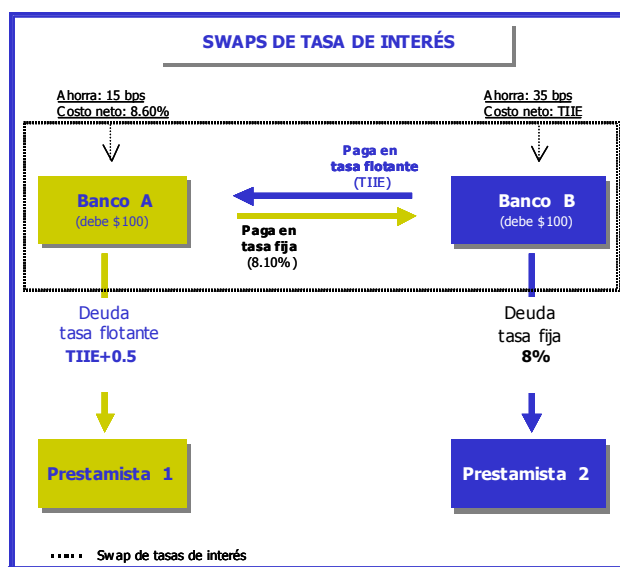 SWAPS DE TASA DE INTERÉS
Ahorra: 15 bps
Costo neto: 8.60%
Ahorra: 35 bps
Costo neto: TIIE
Paga en
tasa flotante
(TIIE)
Banco A
(debe $100)
Banco B
(debe $100)
Paga en
tasa fija
(8.10%)
Deuda
tasa flotante
TIIE+0.5
Deuda
tasa fija
8%
Prestamista 1
Prestamista 2
Swap de tasas de interés